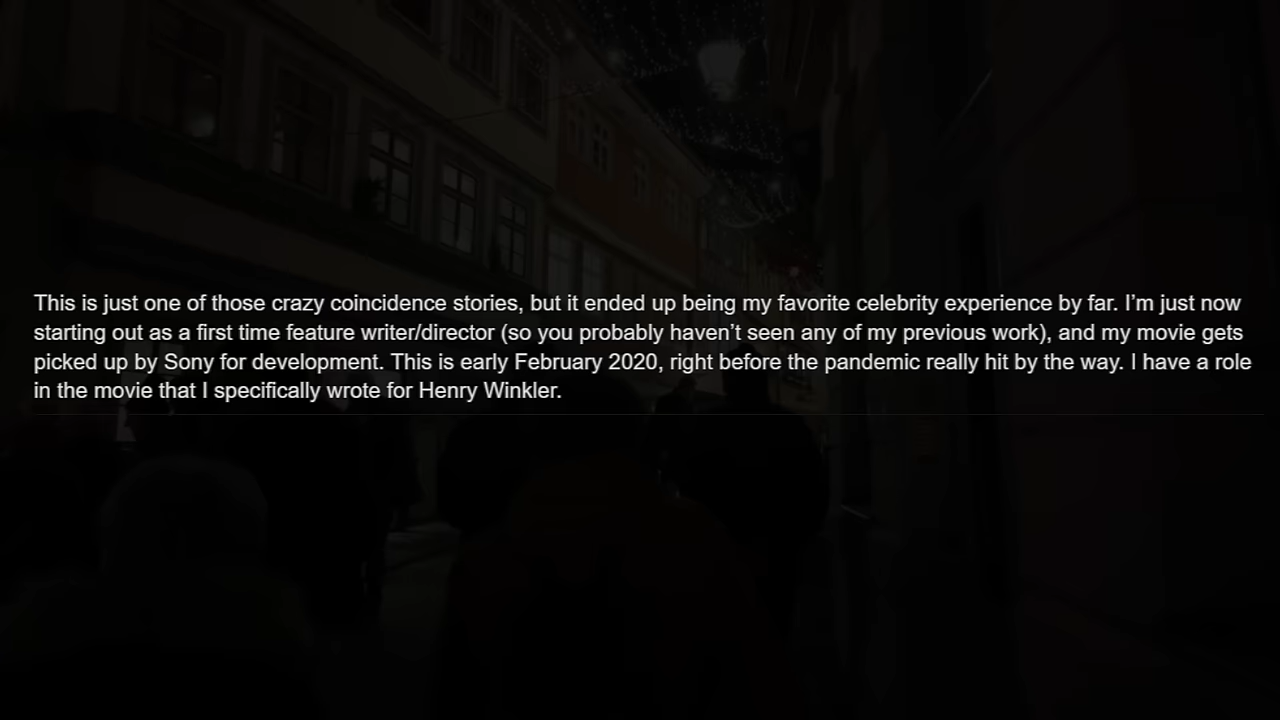 This is just one of those crazy coincidence stories, but it ended up being my favorite celebrity experience by far. I’m just now
starting out as a first time feature writer/director (so you probably haven’t seen any of my previous work), and my movie gets
picked up by Sony for development. This is early February 2020, right before the pandemic really hit by the way. I have a role
in the movie that I specifically wrote for Henry Winkler.